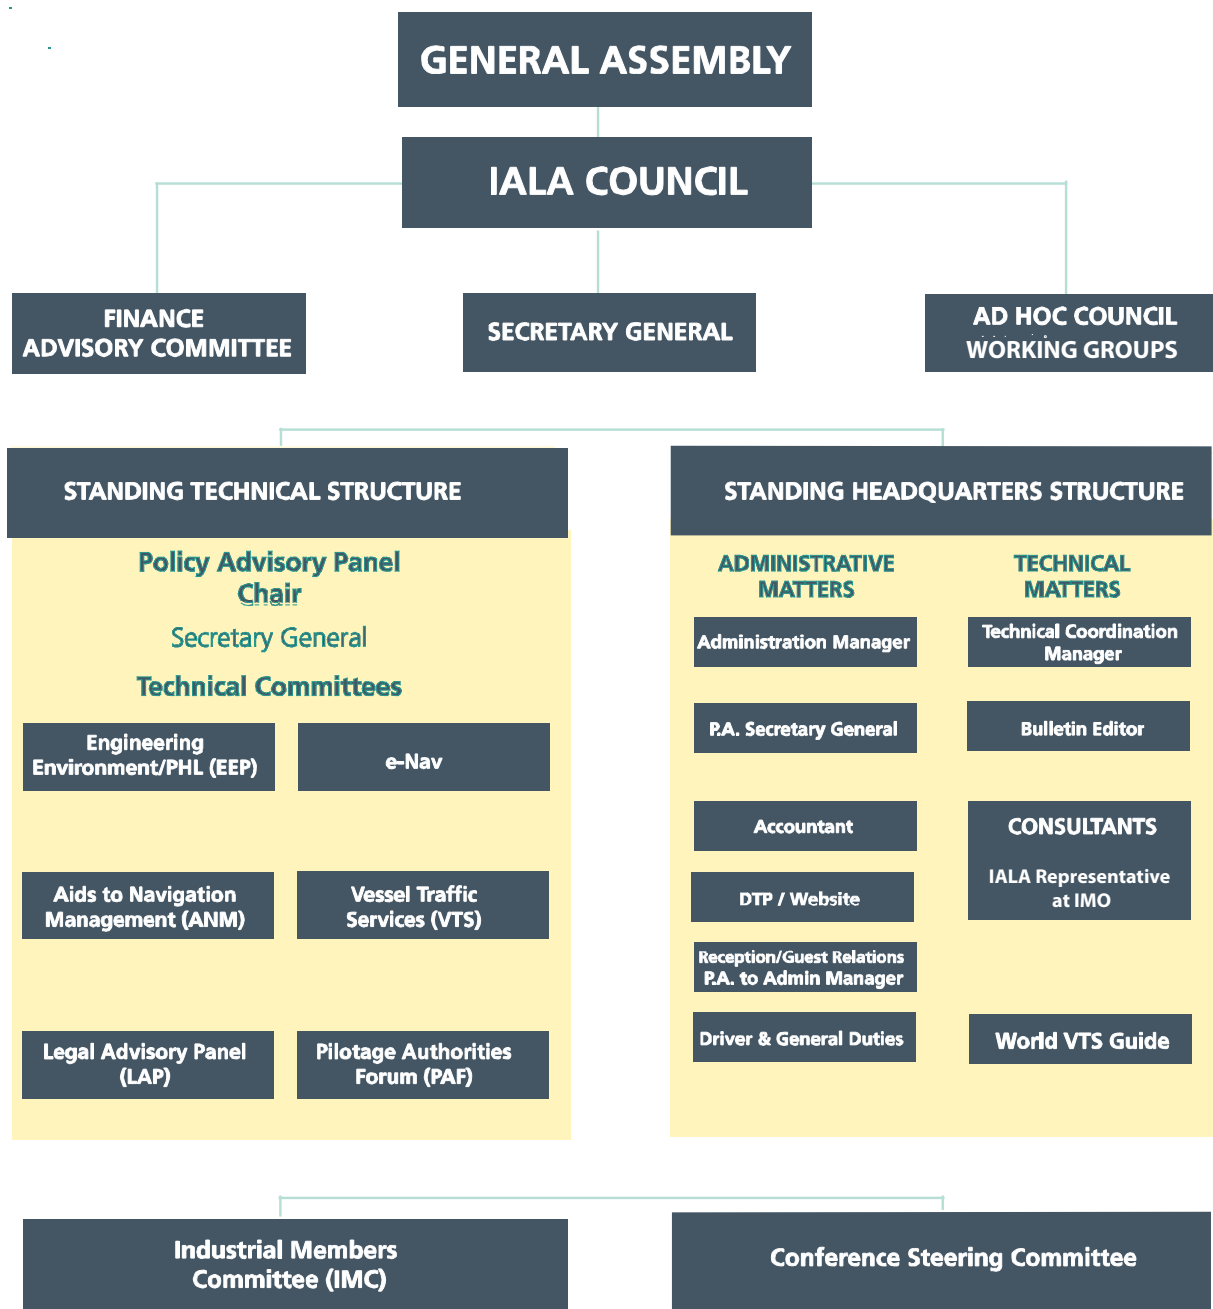 GENERAL ASSEMBLY
IALA COUNCIL
FINANCE
ADVISORY COMMITTEE
SECRETARY GENERAL
AD HOC COUNCIL
WORKING GROUPS
STANDING TECHNICAL STRUCTURE
Policy Advisory Panel
Chair
Secretary General
Technical Committees
Engineering
Environment/PHL (EEP)
e-Nav
Aids to Navigation
Management (ANM)
Vessel Traffic
Services (VTS)
Legal Advisory Panel
(LAP)
Pilotage Authorities
Forum (PAF)
STANDING HEADQUARTERS STRUCTURE
ADMINISTRATIVE
MATTERS
TECHNICAL
MATTERS
Administration Manager
Technical Coordination
Manager
P.A. Secretary General
Bulletin Editor
Accountant
CONSULTANTS
IALA Representative
at IMO
DTP / Website
Reception/Guest Relations
P.A. to Admin Manager
Driver & General Duties
World VTS Guide
Industrial Members
Committee (IMC)
Conference Steering Committee